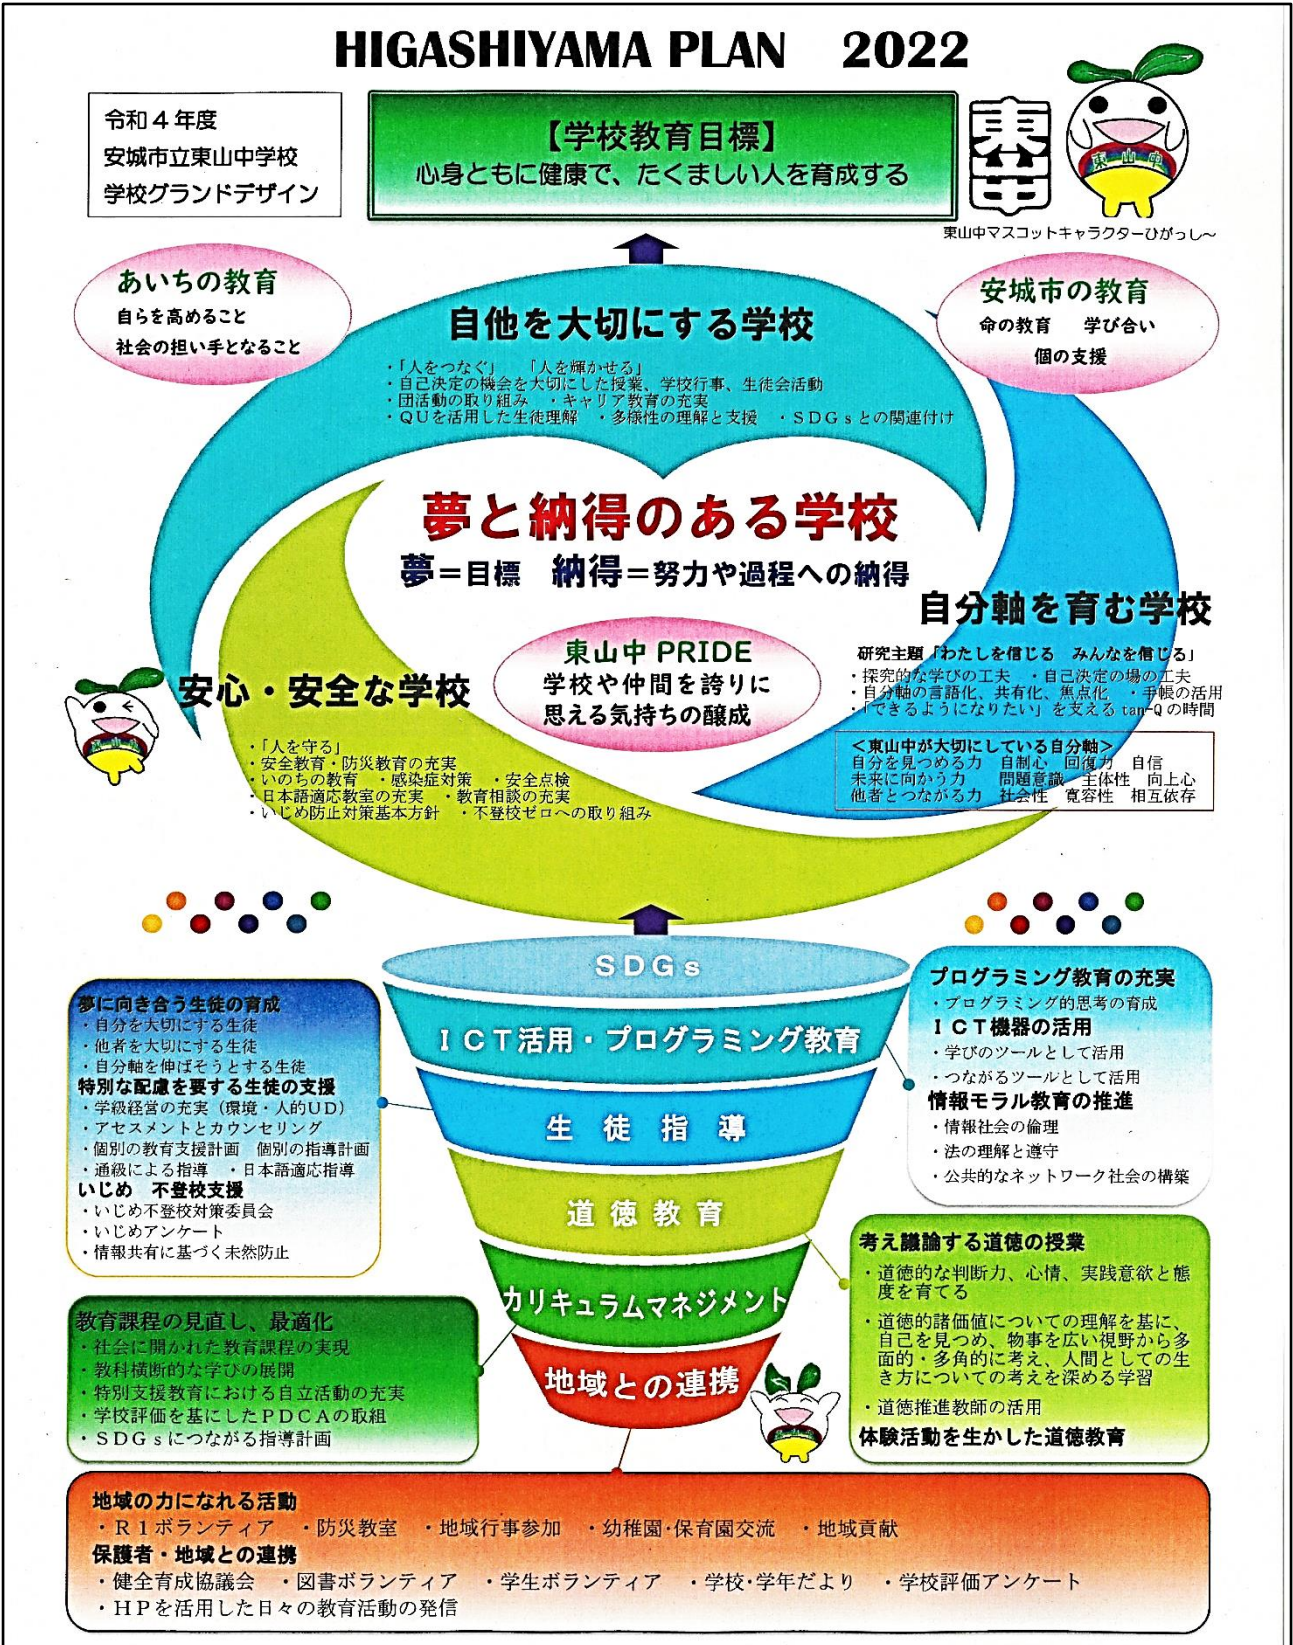 HIGASHIYAMA PLAN 2022
令和４年度
安城市立東山中学校
学校グランドデザイン
【学校教育目標】
心身ともに健康で、たくましい人を育成する
東山中
東山中
東山中マスコットキャラクターひがっし～
あいちの教育
自らを高めること
社会の担い手となること
安城市の教育
命の教育　学び合い
個の支援
自他を大切にする学校
・「人をつなぐ」　「人を輝かせる」
・自己決定の機会を大切にした授業、学校行事、生徒会活動
・団活動の取り組み　・キャリア教育の充実
・ＱＵを活用した生徒理解　・多様性の理解と支援　・ＳＤＧｓとの関連付け
夢と納得のある学校
夢＝目標　納得＝努力や過程への納得
東山中 PRIDE
学校や仲間を誇りに
思える気持ちの醸成
自分軸を育む学校
研究主題「わたしを信じる　みんなを信じる」
・探究的な学びの工夫　・自己決定の場の工夫
・自分軸の言語化、共有化、焦点化　・手帳の活用
・「できるようになりたい」を支える tan-Q の時間
＜東山中が大切にしている自分軸＞
自分を見つめる力　自制心　回復力　自信
未来に向かう力　問題意識　主体性　向上心
他者とつながる力　社会性　寛容性　相互依存
安心・安全な学校
・「人を守る」
・安全教育・防災教育の充実
・いのちの教育　・感染症対策　・安全点検
・日本語適応教室の充実　・教育相談の充実
・いじめ防止対策基本方針　・不登校ゼロへの取り組み
ＳＤＧｓ
ＩＣＴ活用・プログラミング教育
生徒指導
道徳教育
カリキュラムマネジメント
地域との連携
夢に向き合う生徒の育成
・自分を大切にする生徒
・他者を大切にする生徒
・自分軸を伸ばそうとする生徒
特別な配慮を要する生徒の支援
・学級経営の充実（環境・人的ＵＤ）
・アセスメントとカウンセリング
・個別の教育支援計画　個別の指導計画
・通級による指導　・日本語適応指導
いじめ　不登校支援
・いじめ不登校対策委員会
・いじめアンケート
・情報共有に基づく未然防止
プログラミング教育の充実
・プログラミング的思考の育成
ＩＣＴ機器の活用
・学びのツールとして活用
・つながるツールとして活用
情報モラル教育の推進
・情報社会の倫理
・法の理解と遵守
・公共的なネットワーク社会の構築
考え議論する道徳の授業
・道徳的な判断力、心情、実践意欲と態
度を育てる
・道徳的諸価値についての理解を基に、
自己を見つめ、物事を広い視野から多
面的・多角的に考え、人間としての生
き方についての考えを深める学習
・道徳推進教師の活用
体験活動を生かした道徳教育
教育課程の見直し、最適化
・社会に開かれた教育課程の実現
・教科横断的な学びの展開
・特別支援教育における自立活動の充実
・学校評価を基にしたＰＤＣＡの取組
・ＳＤＧｓにつながる指導計画
地域の力になれる活動
・Ｒ１ボランティア　・防災教室　・地域行事参加　・幼稚園・保育園交流　・地域貢献
保護者・地域との連携
・健全育成協議会　・図書ボランティア　・学生ボランティア　・学校・学年だより　・学校評価アンケート
・ＨＰを活用した日々の教育活動の発信